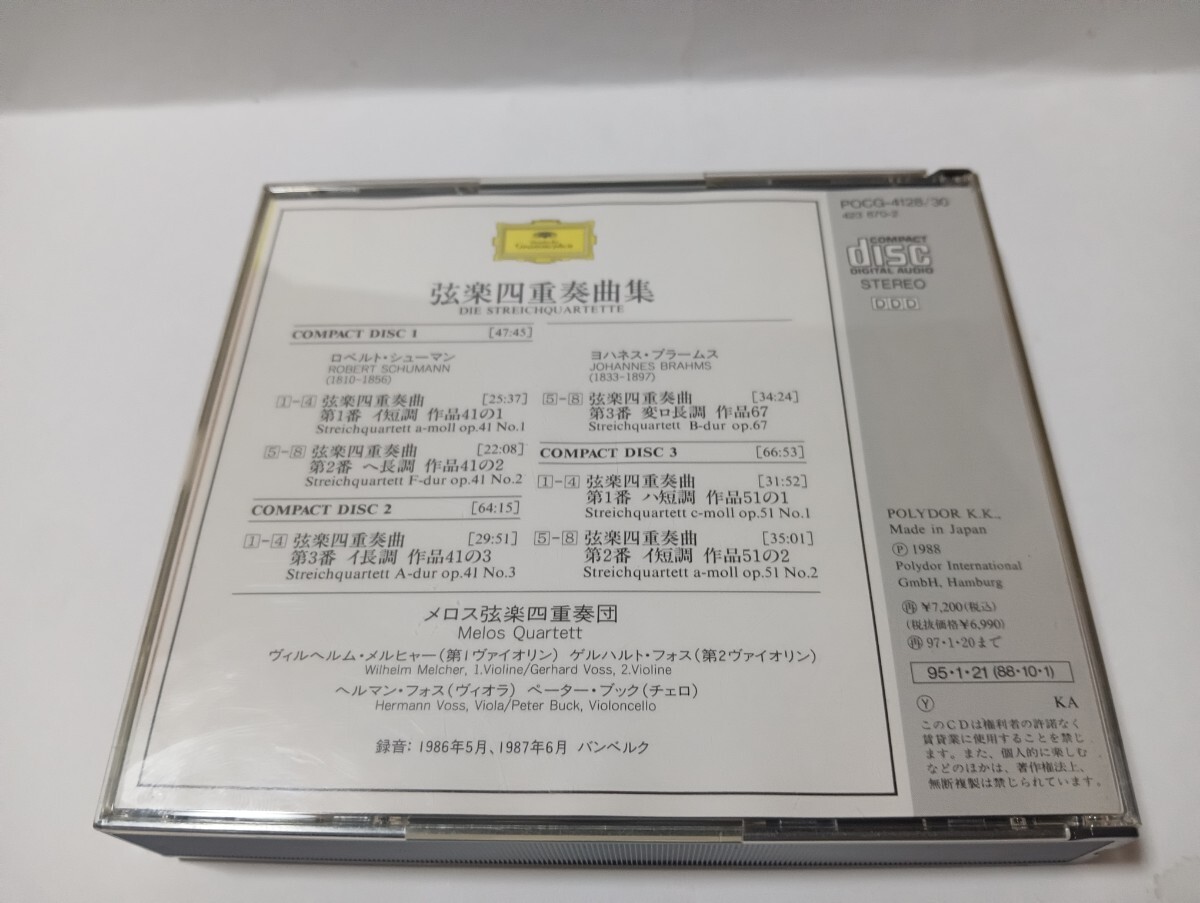 Deutsche
Grammophon
弦楽四重奏曲集
DIE STREICHQUARTETTE
COMPACT DISC 1 [47:45]
ロベルト・シューマン
ROBERT SCHUMANN
(1810-1856)
1-4 弦楽四重奏曲 [25:37]
第1番 イ短調 作品41の1
Streichquartett a-moll op.41 No.1
5-8 弦楽四重奏曲 [22:08]
第2番 ヘ長調 作品41の2
Streichquartett F-dur op.41 No.2
COMPACT DISC 2 [64:15]
1-4 弦楽四重奏曲 [29:51]
第3番 イ長調 作品41の3
Streichquartett A-dur op.41 No.3
ヨハネス・ブラームス
JOHANNES BRAHMS
(1833-1897)
5-8 弦楽四重奏曲 [34:24]
第3番 変ロ長調 作品67
Streichquartett B-dur op.67
COMPACT DISC 3 [66:53]
1-4 弦楽四重奏曲 [31:52]
第1番 ハ短調 作品51の1
Streichquartett c-moll op.51 No.1
5-8 弦楽四重奏曲 [35:01]
第2番 イ短調 作品51の2
Streichquartett a-moll op.51 No.2
メロス弦楽四重奏団
Melos Quartett
ヴィルヘルム・メルヒャー(第1ヴァイオリン) ゲルハルト・フォス(第2ヴァイオリン)
Wilhelm Melcher, 1.Violine/Gerhard Voss, 2.Violine
ヘルマン・フォス(ヴィオラ) ペーター・ブック(チェロ)
Hermann Voss, Viola/Peter Buck, Violoncello
録音: 1986年5月、1987年6月 バンベルク
POCG-4128/30
423 670-2
COMPACT
disc
DIGITAL AUDIO
STEREO
DDD
POLYDOR K.K.,
Made in Japan
Ⓟ 1988
Polydor International
GmbH, Hamburg
再 ¥7,200(税込)
(税抜価格¥6,990)
再 97・1・20まで
95・1・21 (88・10・1)
Ⓨ KA
このCDは権利者の許諾なく
賃貸業に使用することを禁じ
ます。また、個人的に楽しむ
などのほかは、著作権法上、
無断複製は禁じられています。